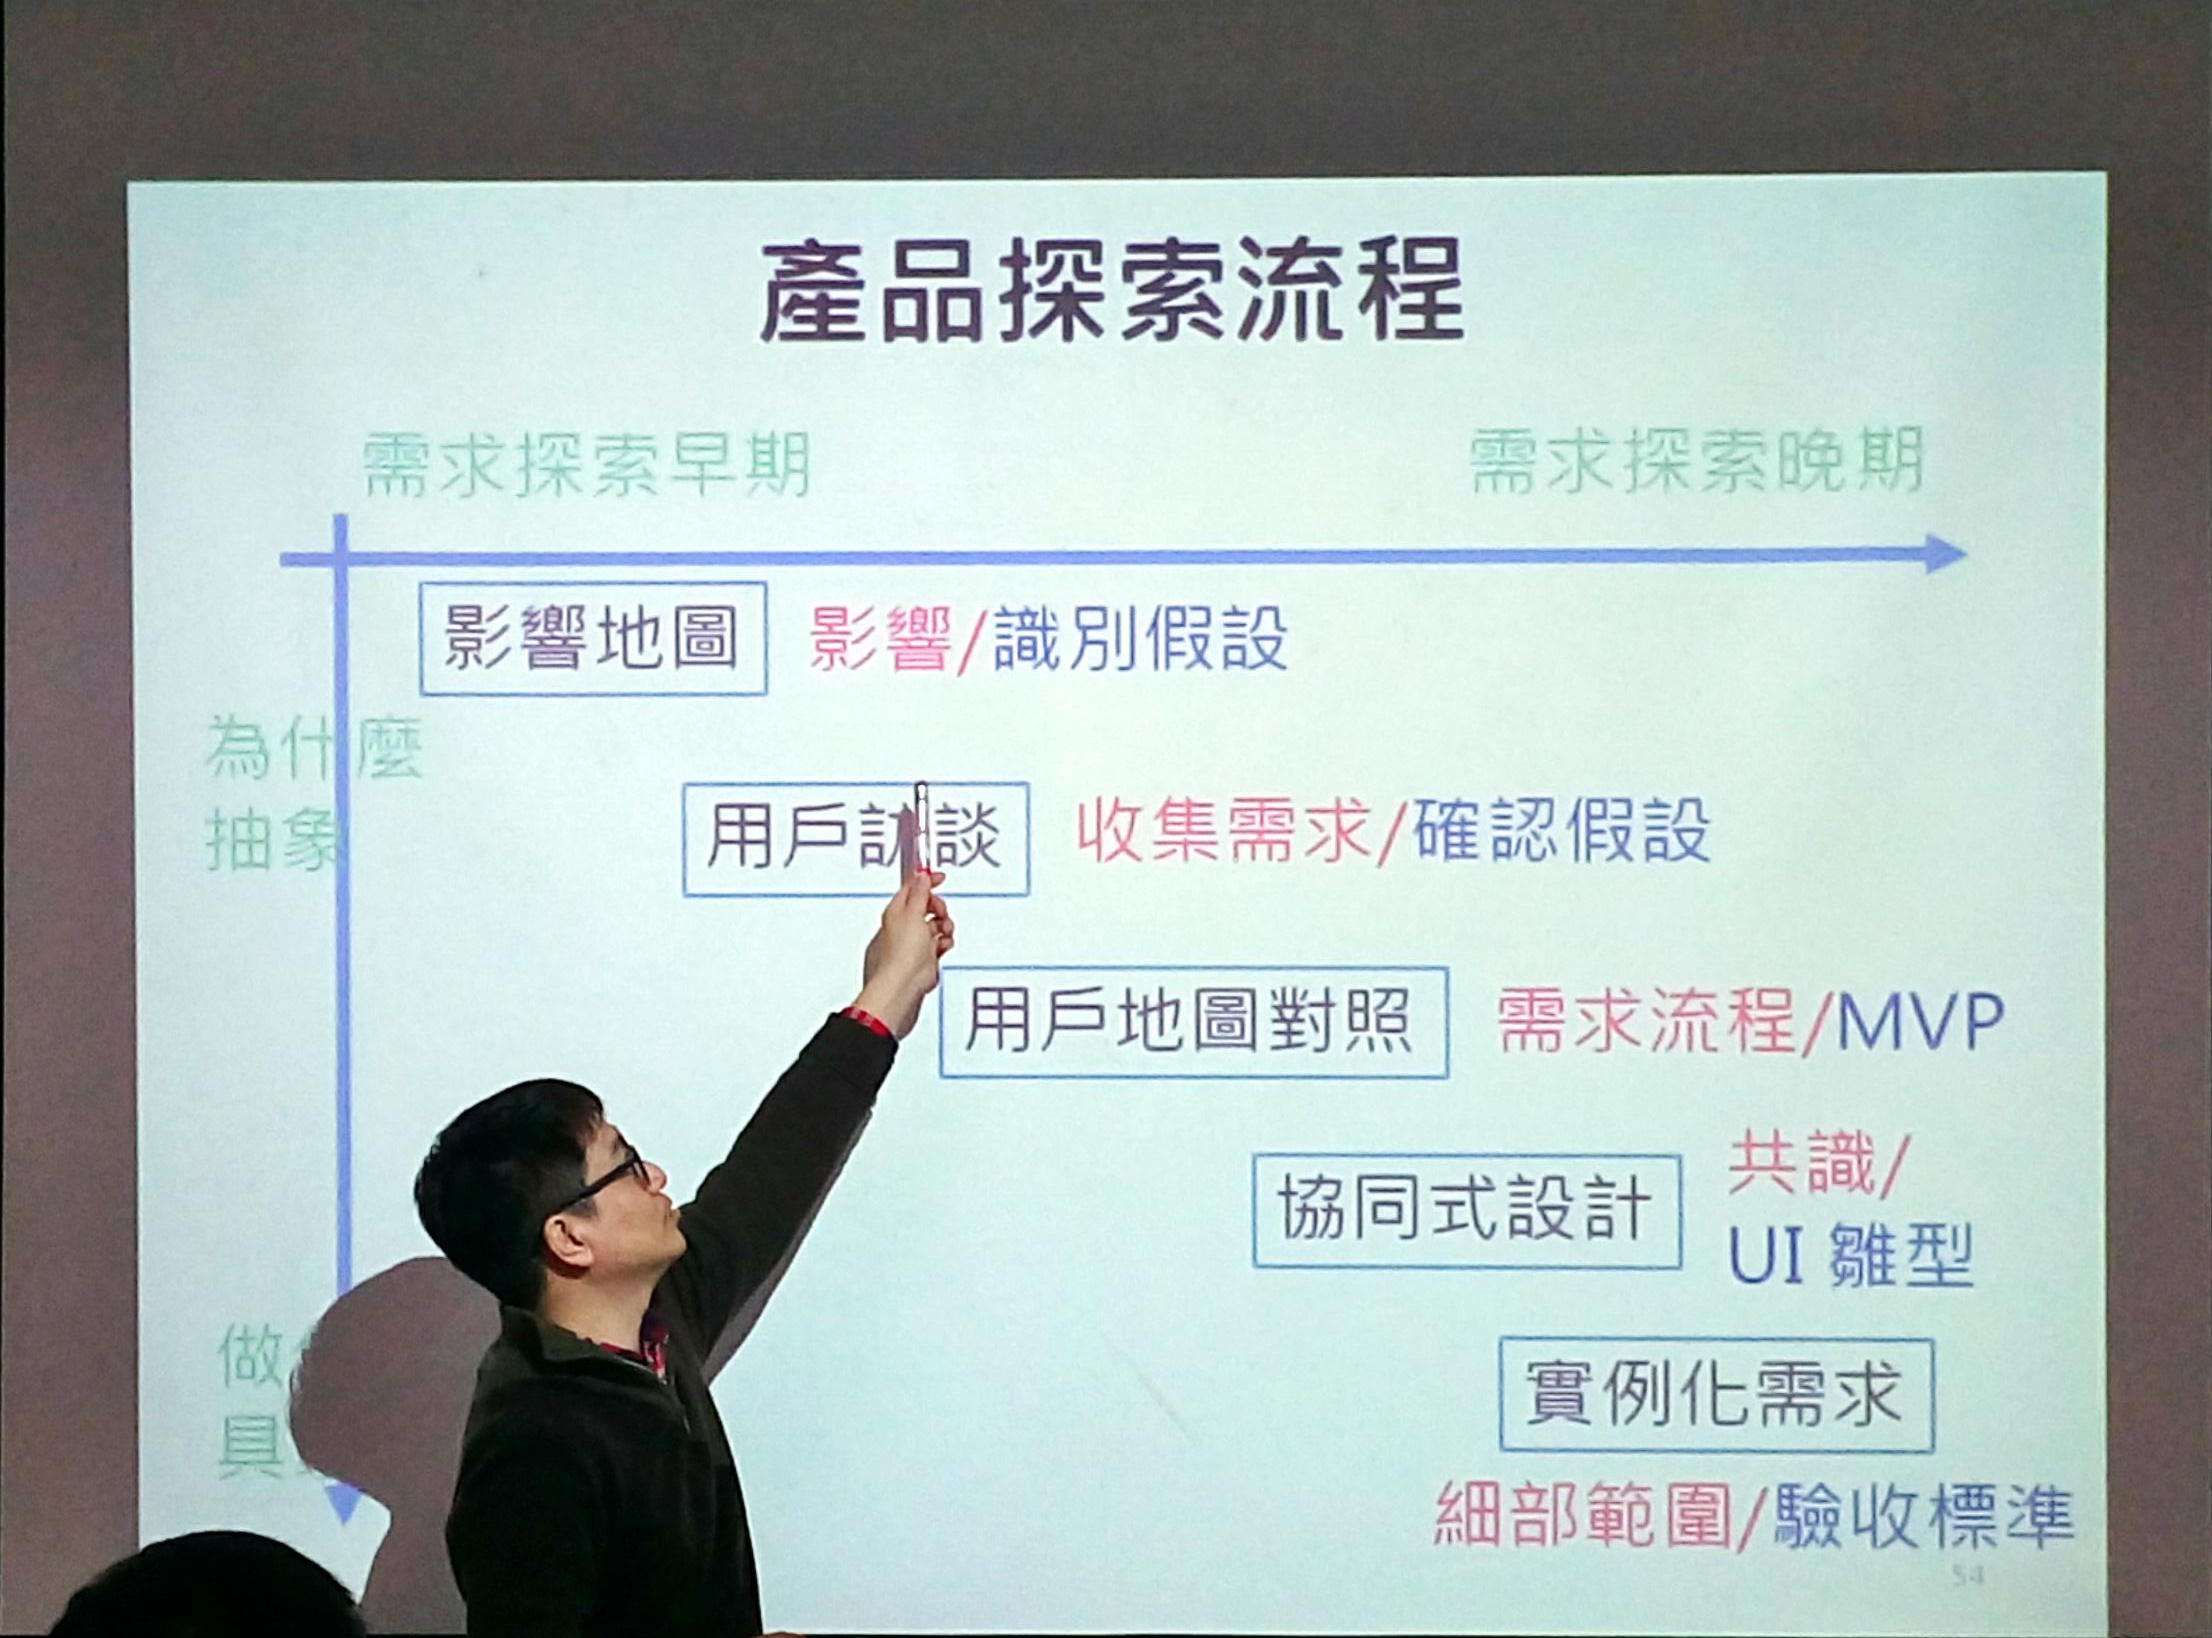 產品探索流程
需求探索早期 需求探索晚期
影響地圖 影響/識別假設
為什麼
抽象
用戶訪談 收集需求/確認假設
用戶地圖對照 需求流程/MVP
協同式設計 共識/
UI 雛型
做
具
實例化需求
細部範圍/驗收標準
54